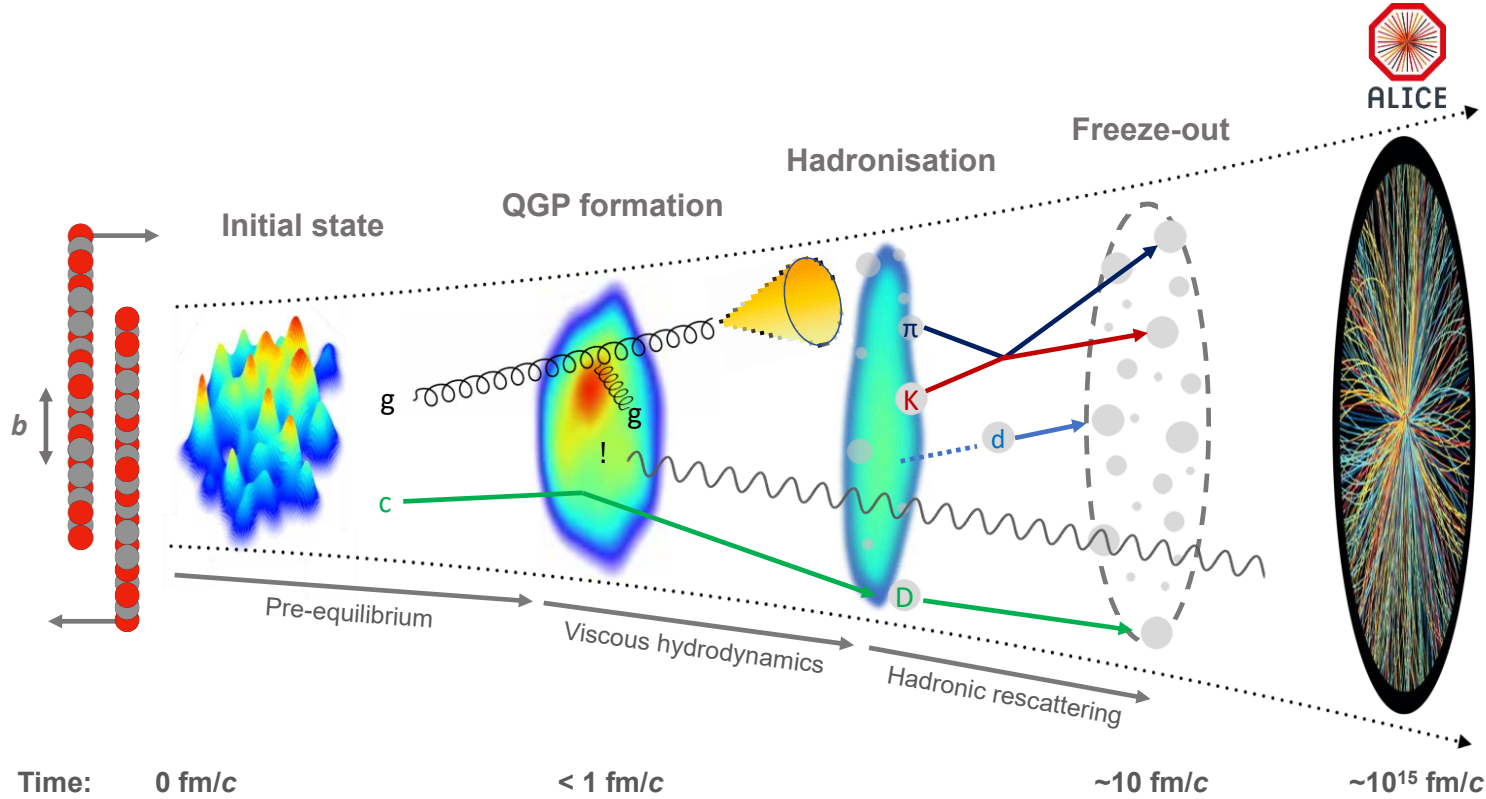 ALICE
Freeze-out
Hadronisation
QGP formation
Initial state
π
K
g
g
b
d
!
c
D
Pre-equilibrium
Viscous hydrodynamics
Hadronic rescattering
Time: 0 fm/c < 1 fm/c ~10 fm/c ~10¹⁵ fm/c